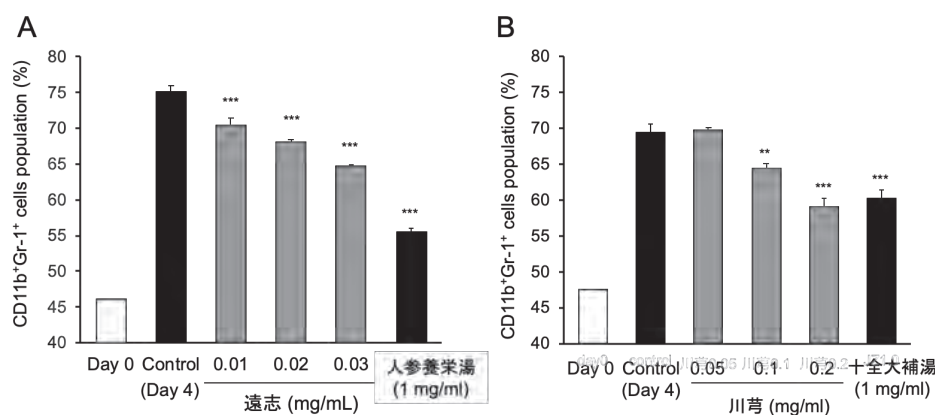 A
CD11b+Gr-1+ cells population (%)
80
75
70
65
60
55
50
45
40
***
***
***
***
Day 0
Control
(Day 4)
0.01
0.02
0.03
遠志 (mg/mL)
人参養栄湯
(1 mg/ml)
B
CD11b+Gr-1+ cells population (%)
80
75
70
65
60
55
50
45
40
**
***
***
Day 0
Control
(Day 4)
0.05
0.1
0.2
川芎 (mg/ml)
十全大補湯
(1 mg/ml)